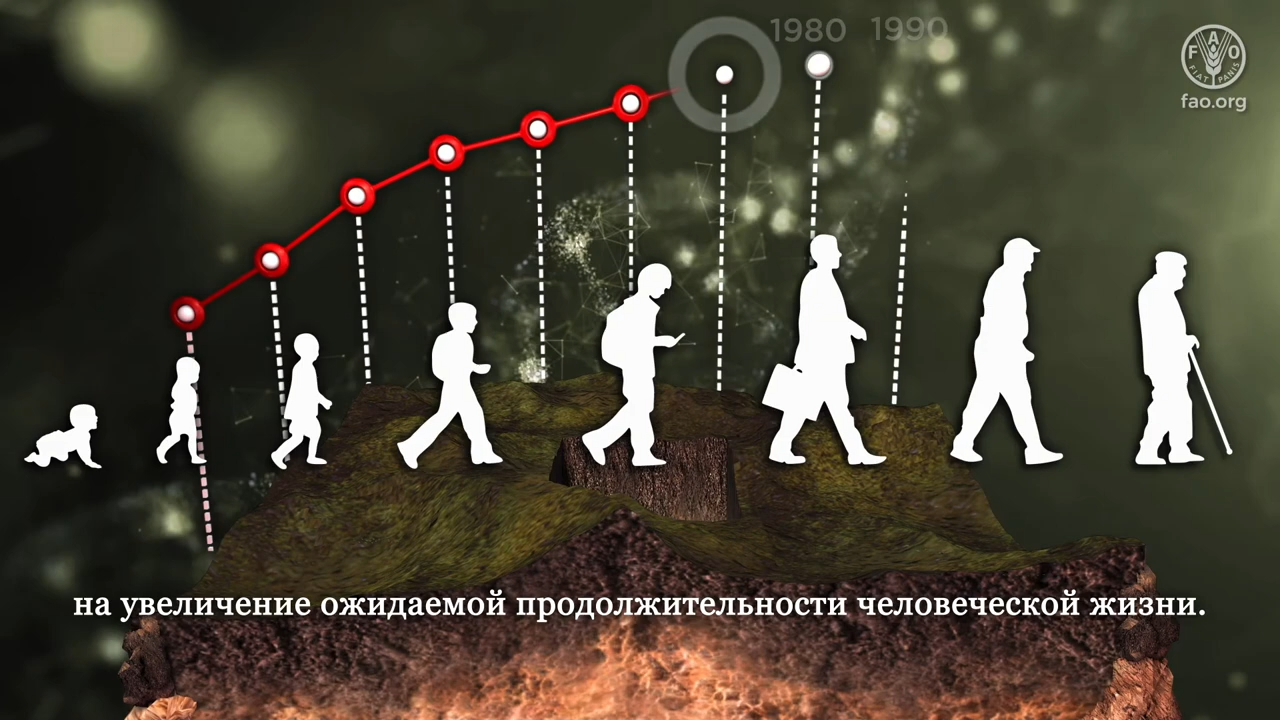 1980 1990
FAO
FIAT PANIS
fao.org
на увеличение ожидаемой продолжительности человеческой жизни.